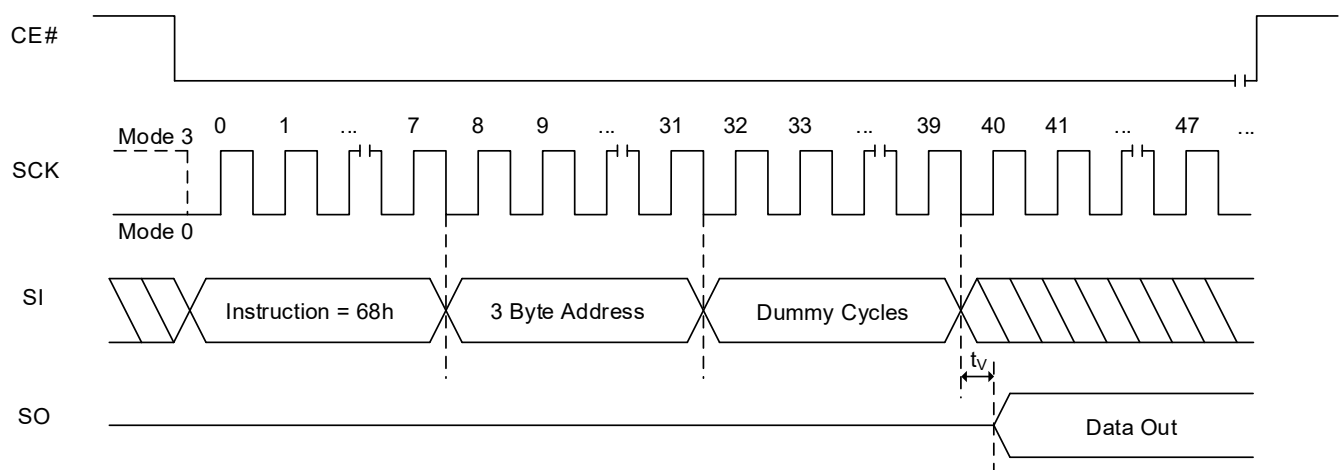 CE#
0 1 ... 7 8 9 ... 31 32 33 ... 39 40 41 ... 47 ...
Mode 3
SCK
Mode 0
SI
Instruction = 68h
3 Byte Address
Dummy Cycles
tV
SO
Data Out